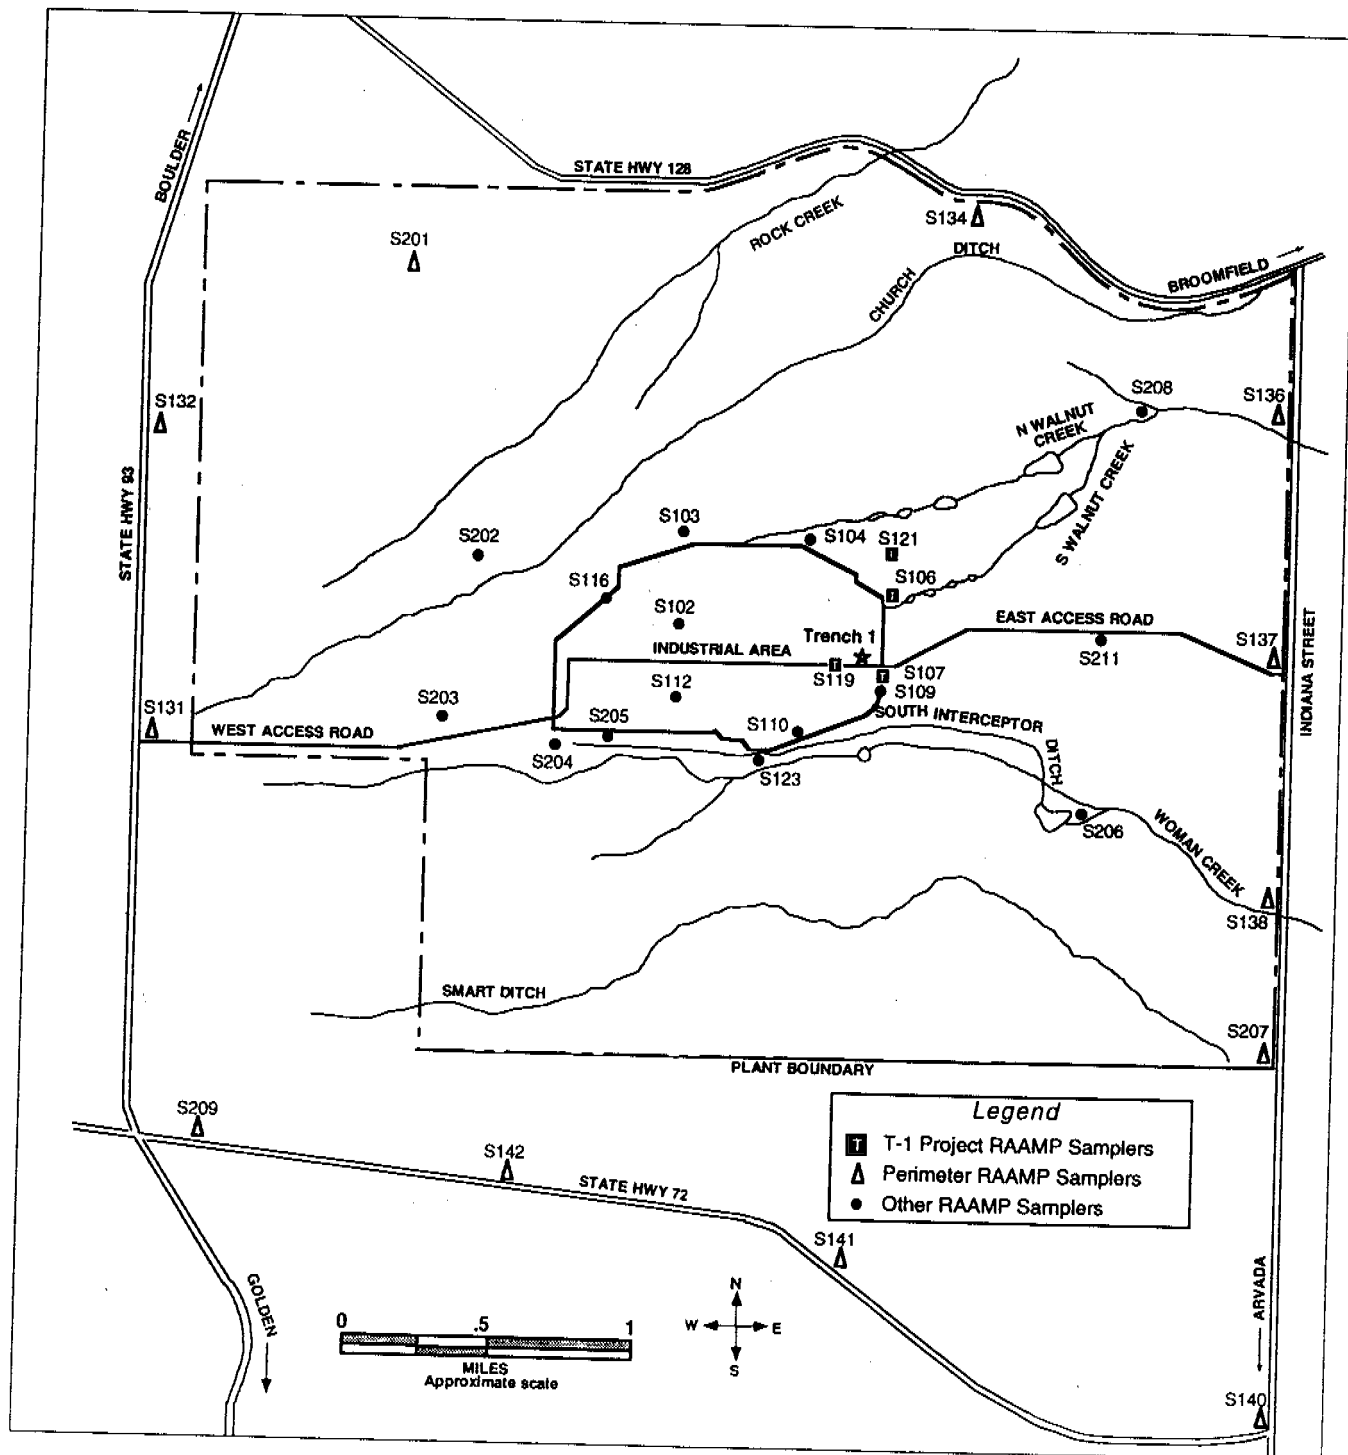 BOULDER
STATE HWY 128
ROCK CREEK
S134
S201
CHURCH
DITCH
BROOMFIELD
S132
S208
S136
N WALNUT
CREEK
S WALNUT CREEK
STATE HWY 93
S202
S103
S104
S121
S116
S106
S102
Trench 1
EAST ACCESS ROAD
S137
INDIANA STREET
INDUSTRIAL AREA
T
S119
T
S107
S211
S131
S203
S112
S109
WEST ACCESS ROAD
S205
S110
SOUTH INTERCEPTOR
DITCH
S204
S123
S206
WOMAN CREEK
S138
SMART DITCH
S207
PLANT BOUNDARY
S209
S142
STATE HWY 72
Legend
T T-1 Project RAAMP Samplers
Perimeter RAAMP Samplers
Other RAAMP Samplers
S141
GOLDEN
ARVADA
0 .5 1
MILES
Approximate scale
N
W E
S
S140